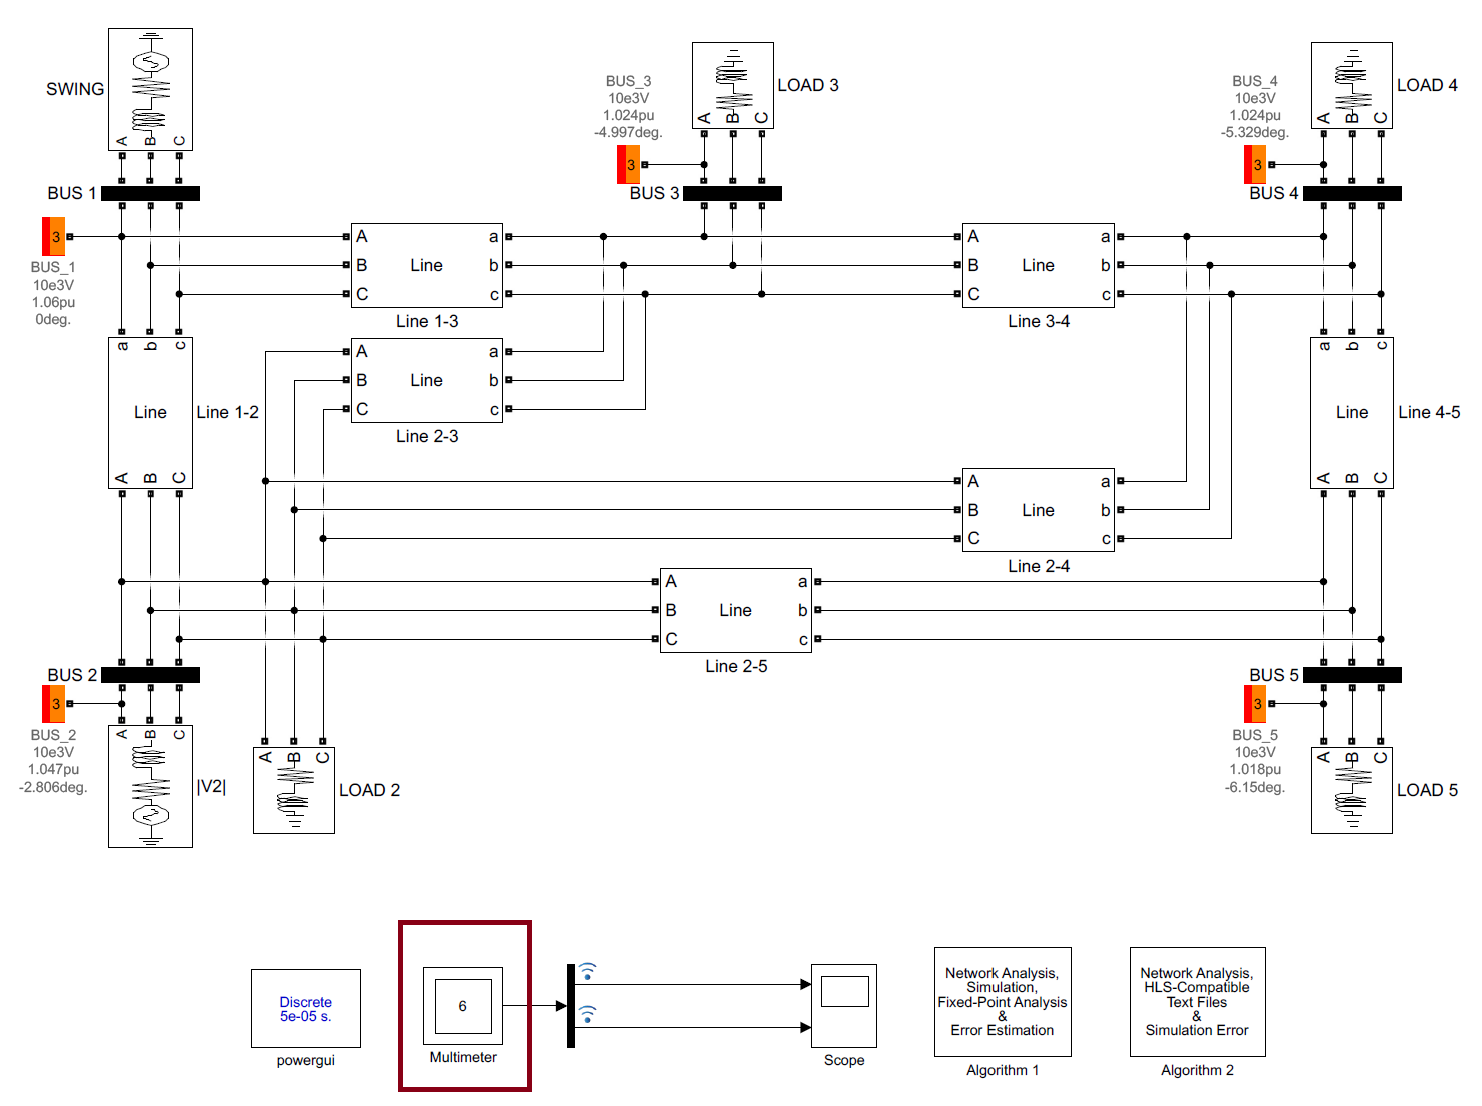 SWING
A B C
BUS 1
3
BUS_1
10e3V
1.06pu
0deg.
BUS_3
10e3V
1.024pu
-4.997deg.
3
LOAD 3
A B C
BUS 3
BUS_4
10e3V
1.024pu
-5.329deg.
3
LOAD 4
A B C
BUS 4
A a
B Line b
C c
Line 1-3
A a
B Line b
C c
Line 3-4
a b c
Line
A B C
Line 1-2
A a
B Line b
C c
Line 2-3
a b c
Line
A B C
Line 4-5
A a
B Line b
C c
Line 2-4
A a
B Line b
C c
Line 2-5
BUS 2
3
BUS_2
10e3V
1.047pu
-2.806deg.
A B C
|V2|
A B C
LOAD 2
BUS 5
3
BUS_5
10e3V
1.018pu
-6.15deg.
A B C
LOAD 5
Discrete
5e-05 s.
powergui
6
Multimeter
Scope
Network Analysis,
Simulation,
Fixed-Point Analysis
&
Error Estimation
Algorithm 1
Network Analysis,
HLS-Compatible
Text Files
&
Simulation Error
Algorithm 2